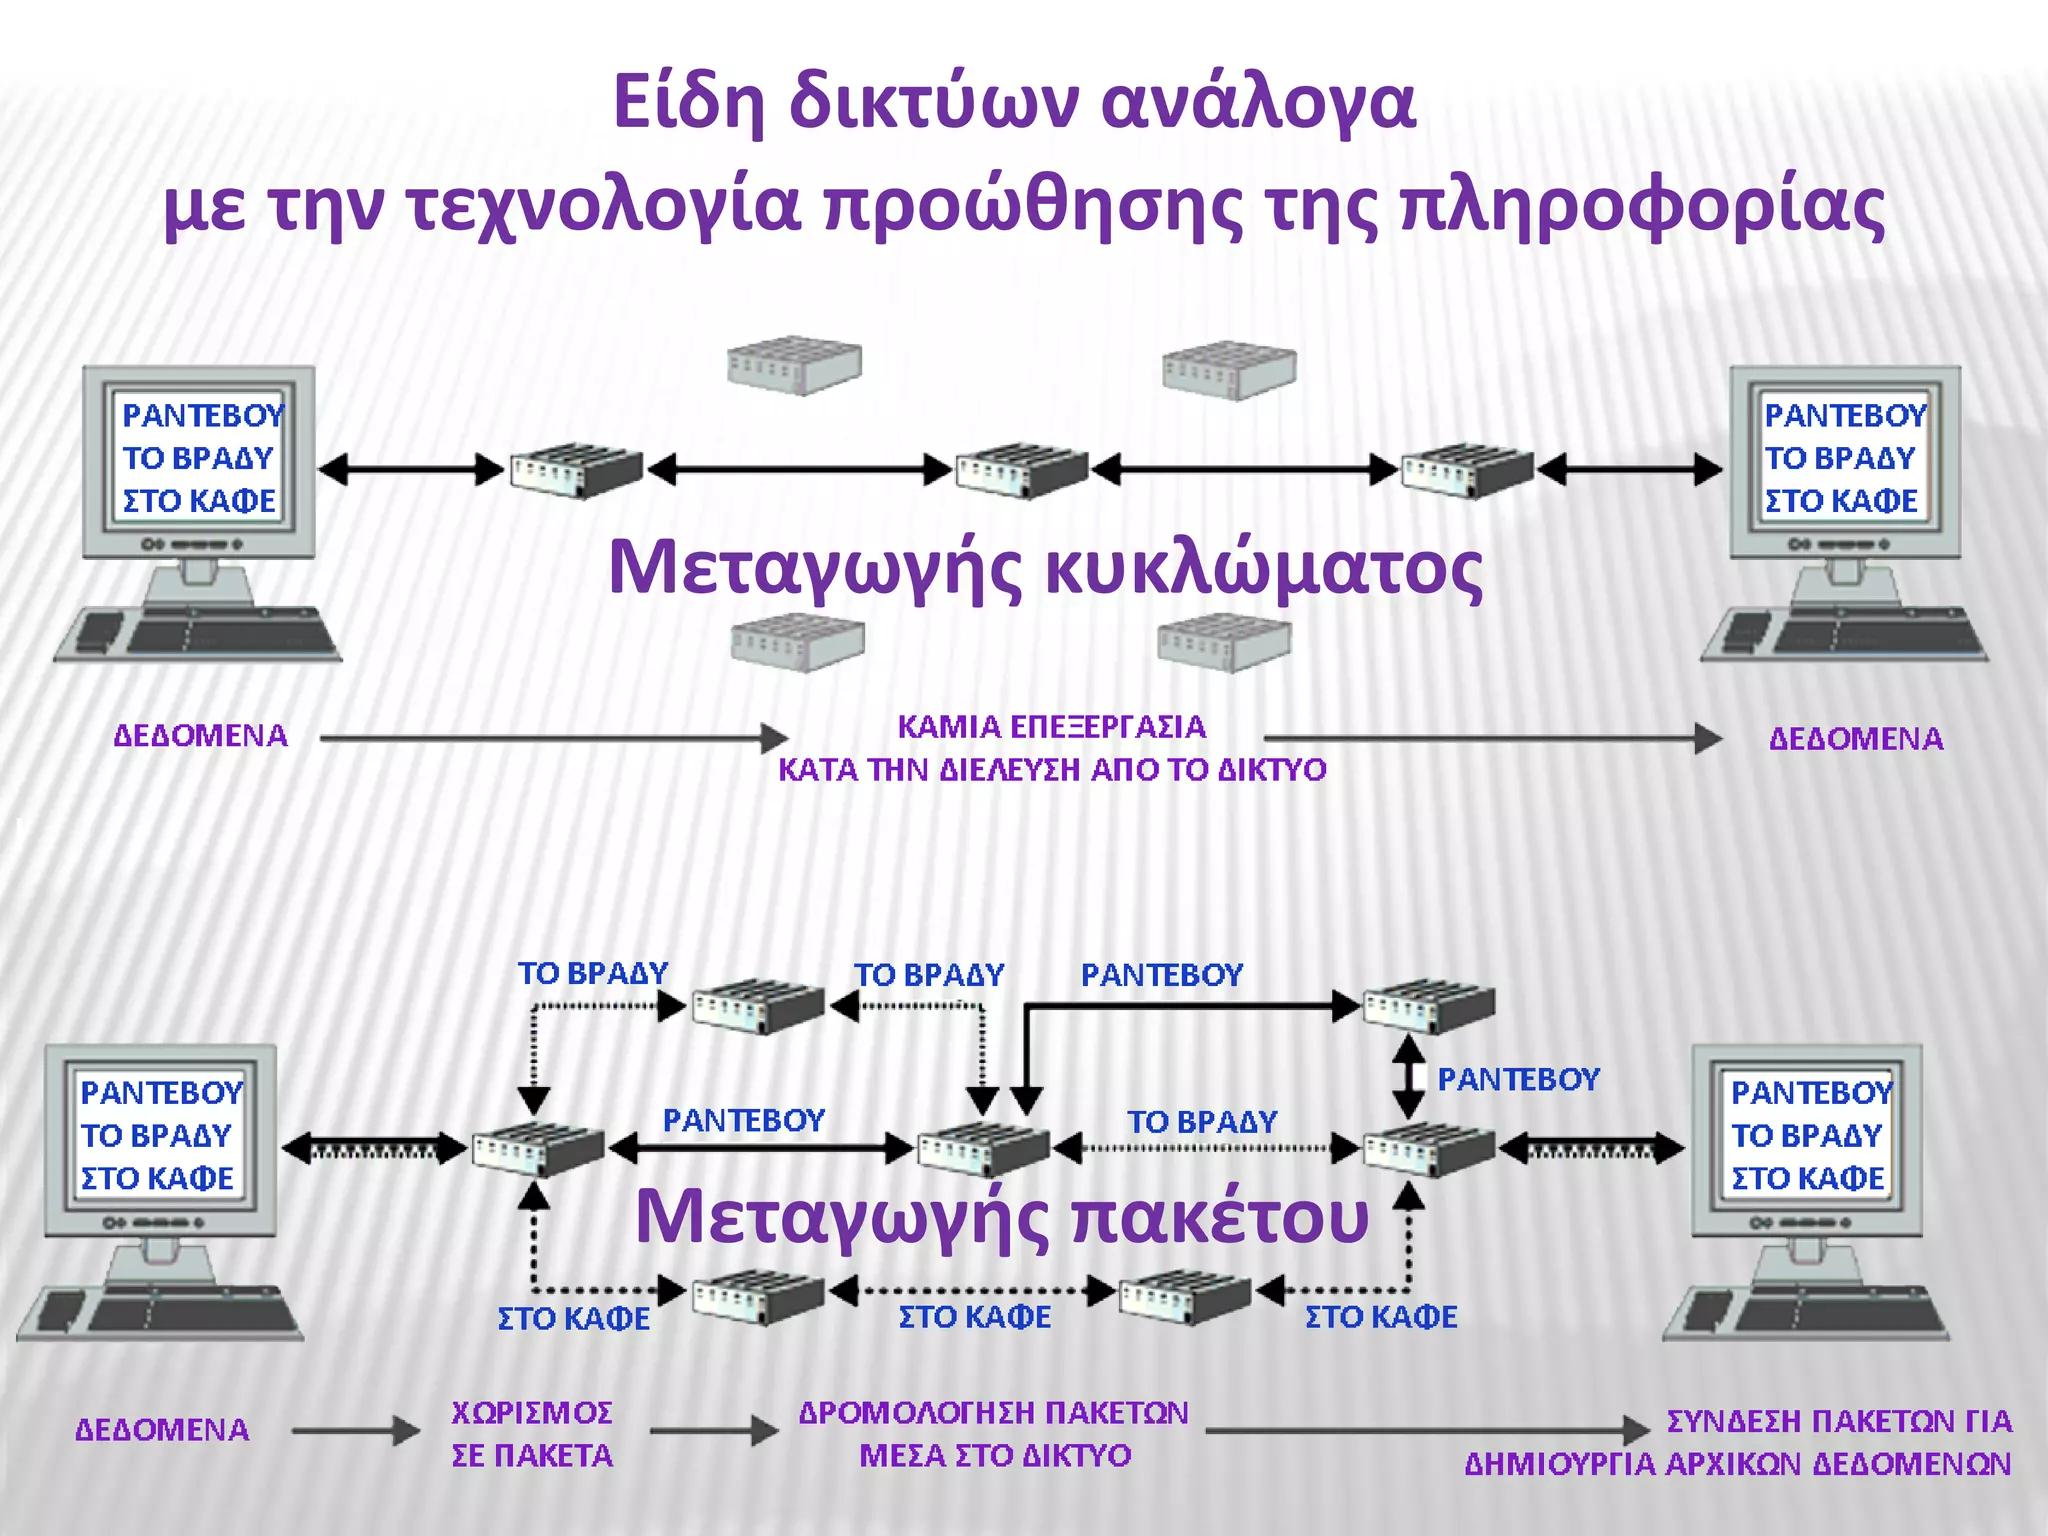 Είδη δικτύων ανάλογα
με την τεχνολογία προώθησης της πληροφορίας
ΡΑΝΤΕΒΟΥ
ΤΟ ΒΡΑΔΥ
ΣΤΟ ΚΑΦΕ
ΡΑΝΤΕΒΟΥ
ΤΟ ΒΡΑΔΥ
ΣΤΟ ΚΑΦΕ
Μεταγωγής κυκλώματος
ΔΕΔΟΜΕΝΑ
ΚΑΜΙΑ ΕΠΕΞΕΡΓΑΣΙΑ
ΚΑΤΑ ΤΗΝ ΔΙΕΛΕΥΣΗ ΑΠΟ ΤΟ ΔΙΚΤΥΟ
ΔΕΔΟΜΕΝΑ
ΤΟ ΒΡΑΔΥ
ΤΟ ΒΡΑΔΥ
ΡΑΝΤΕΒΟΥ
ΡΑΝΤΕΒΟΥ
ΡΑΝΤΕΒΟΥ
ΤΟ ΒΡΑΔΥ
ΣΤΟ ΚΑΦΕ
ΡΑΝΤΕΒΟΥ
ΤΟ ΒΡΑΔΥ
ΡΑΝΤΕΒΟΥ
ΤΟ ΒΡΑΔΥ
ΣΤΟ ΚΑΦΕ
Μεταγωγής πακέτου
ΣΤΟ ΚΑΦΕ
ΣΤΟ ΚΑΦΕ
ΣΤΟ ΚΑΦΕ
ΔΕΔΟΜΕΝΑ
ΧΩΡΙΣΜΟΣ
ΣΕ ΠΑΚΕΤΑ
ΔΡΟΜΟΛΟΓΗΣΗ ΠΑΚΕΤΩΝ
ΜΕΣΑ ΣΤΟ ΔΙΚΤΥΟ
ΣΥΝΔΕΣΗ ΠΑΚΕΤΩΝ ΓΙΑ
ΔΗΜΙΟΥΡΓΙΑ ΑΡΧΙΚΩΝ ΔΕΔΟΜΕΝΩΝ